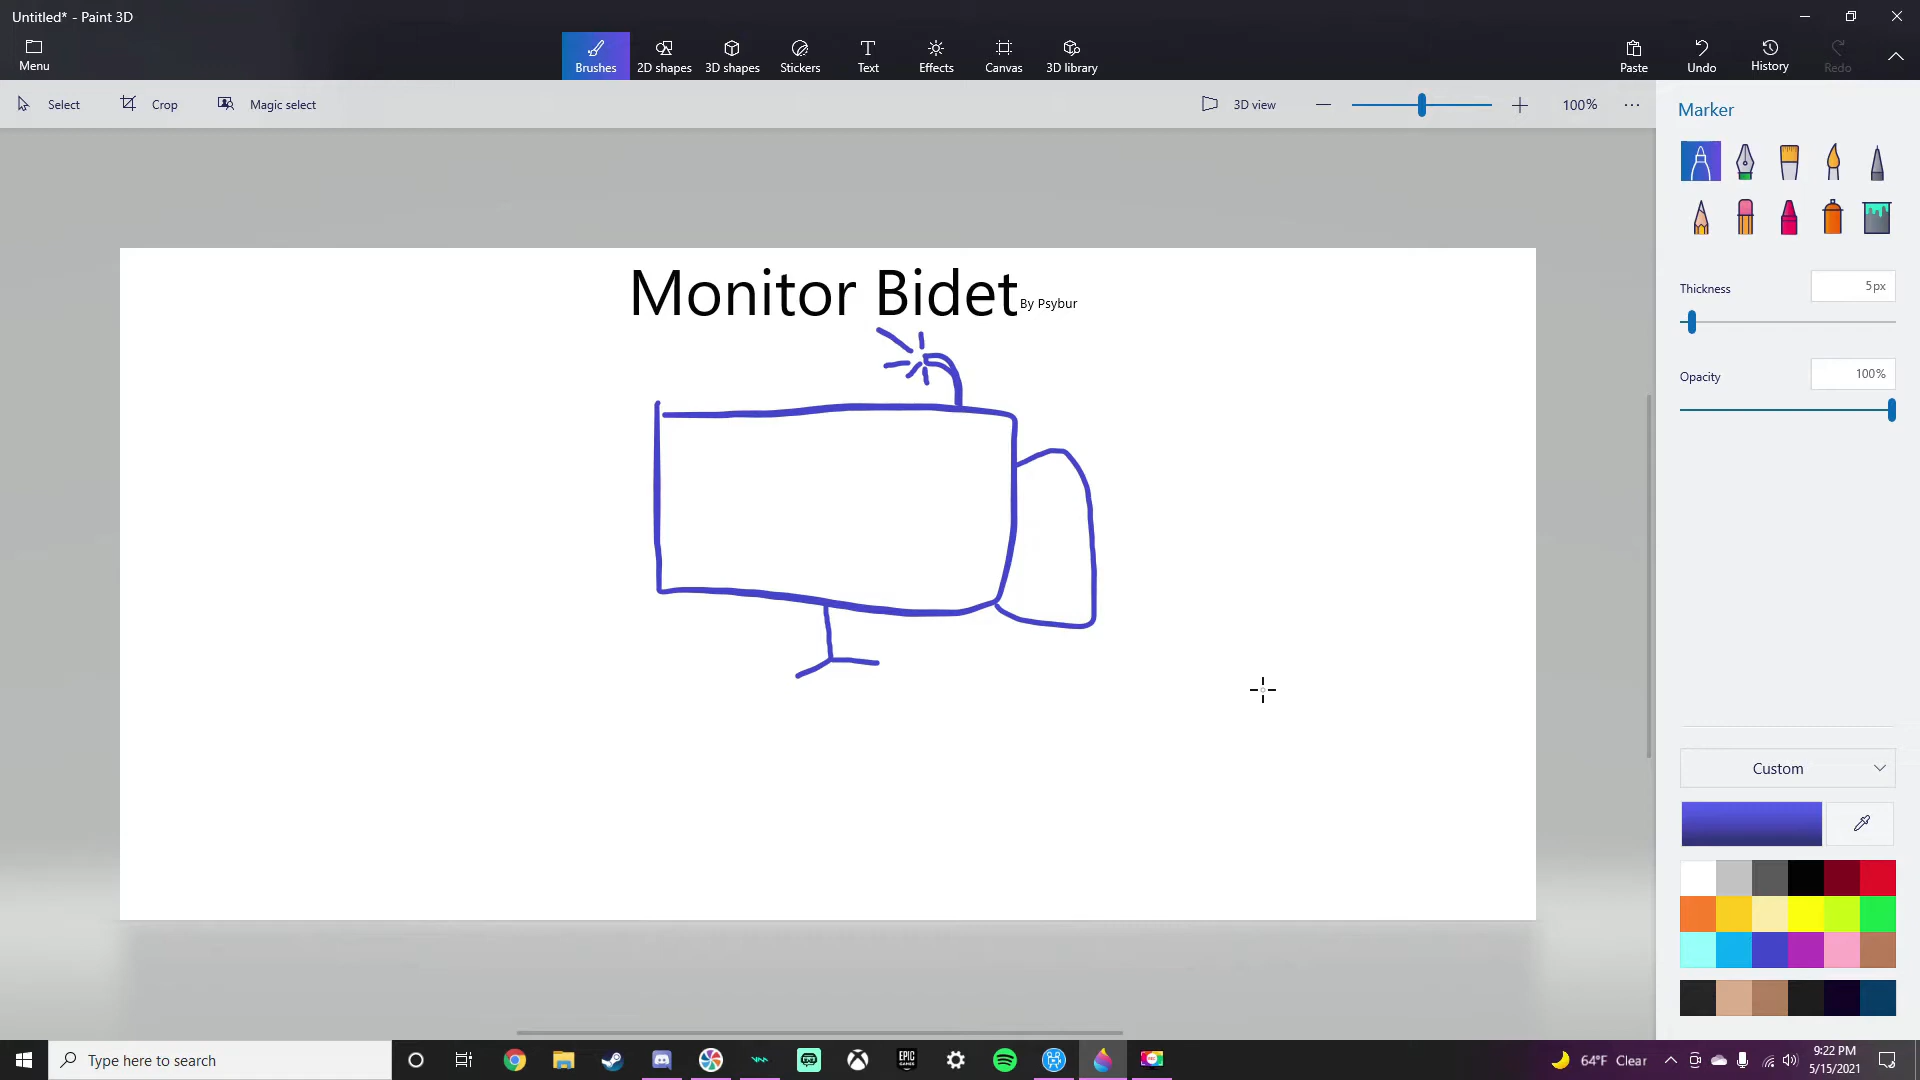 Untitled* - Paint 3D
Menu
Brushes 2D shapes 3D shapes Stickers Text Effects Canvas 3D library Paste Undo History Redo
Select Crop Magic select 3D view 100%
Marker
Thickness 5px
Opacity 100%
Monitor Bidet By Psybur
Custom
Type here to search
EPIC GAMES
64°F Clear
9:22 PM
5/15/2021